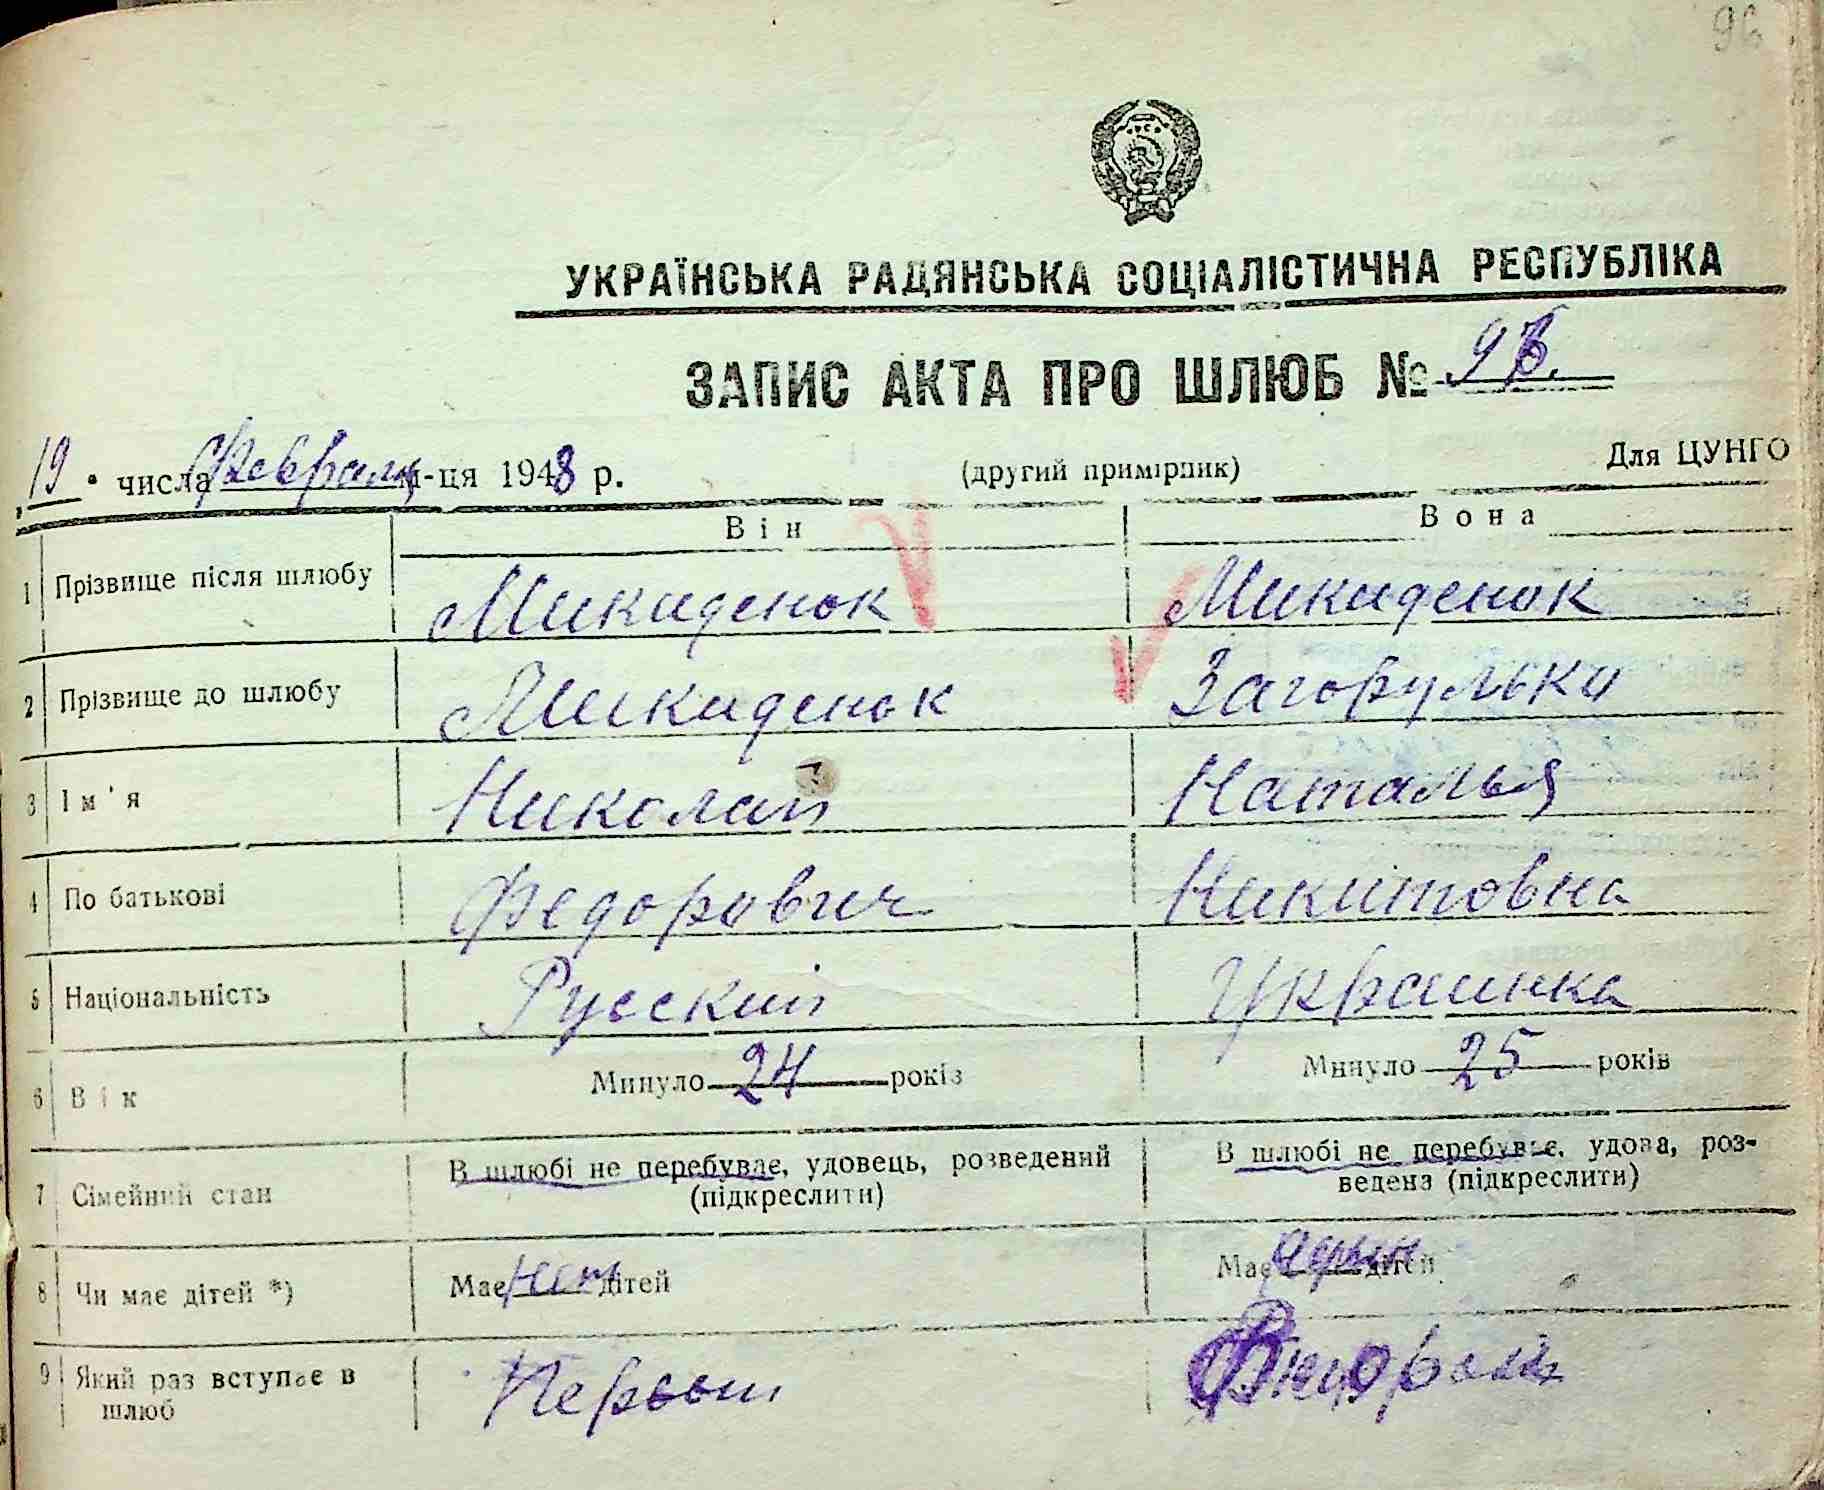 96
УКРАЇНСЬКА РАДЯНСЬКА СОЦІАЛІСТИЧНА РЕСПУБЛІКА
ЗАПИС АКТА ПРО ШЛЮБ № 96.
19 числа Февраля м-ця 1948 р. (другий примірник) Для ЦУНГО
Він Вона
1 Прізвище після шлюбу Микиденок Микиденок
2 Прізвище до шлюбу Микиденок Загорулько
3 Ім'я Николай Наталья
4 По батькові Федорович Никитовна
5 Національність Русский Украинка
6 Вік Минуло 24 років Минуло 25 років
7 Сімейний стан В шлюбі не перебуває, удовець, розведений (підкреслити) В шлюбі не перебуває, удова, роз-
ведена (підкреслити)
8 Чи має дітей *) Має нет дітей Має один дітей
9 Який раз вступає в шлюб Первый Второй